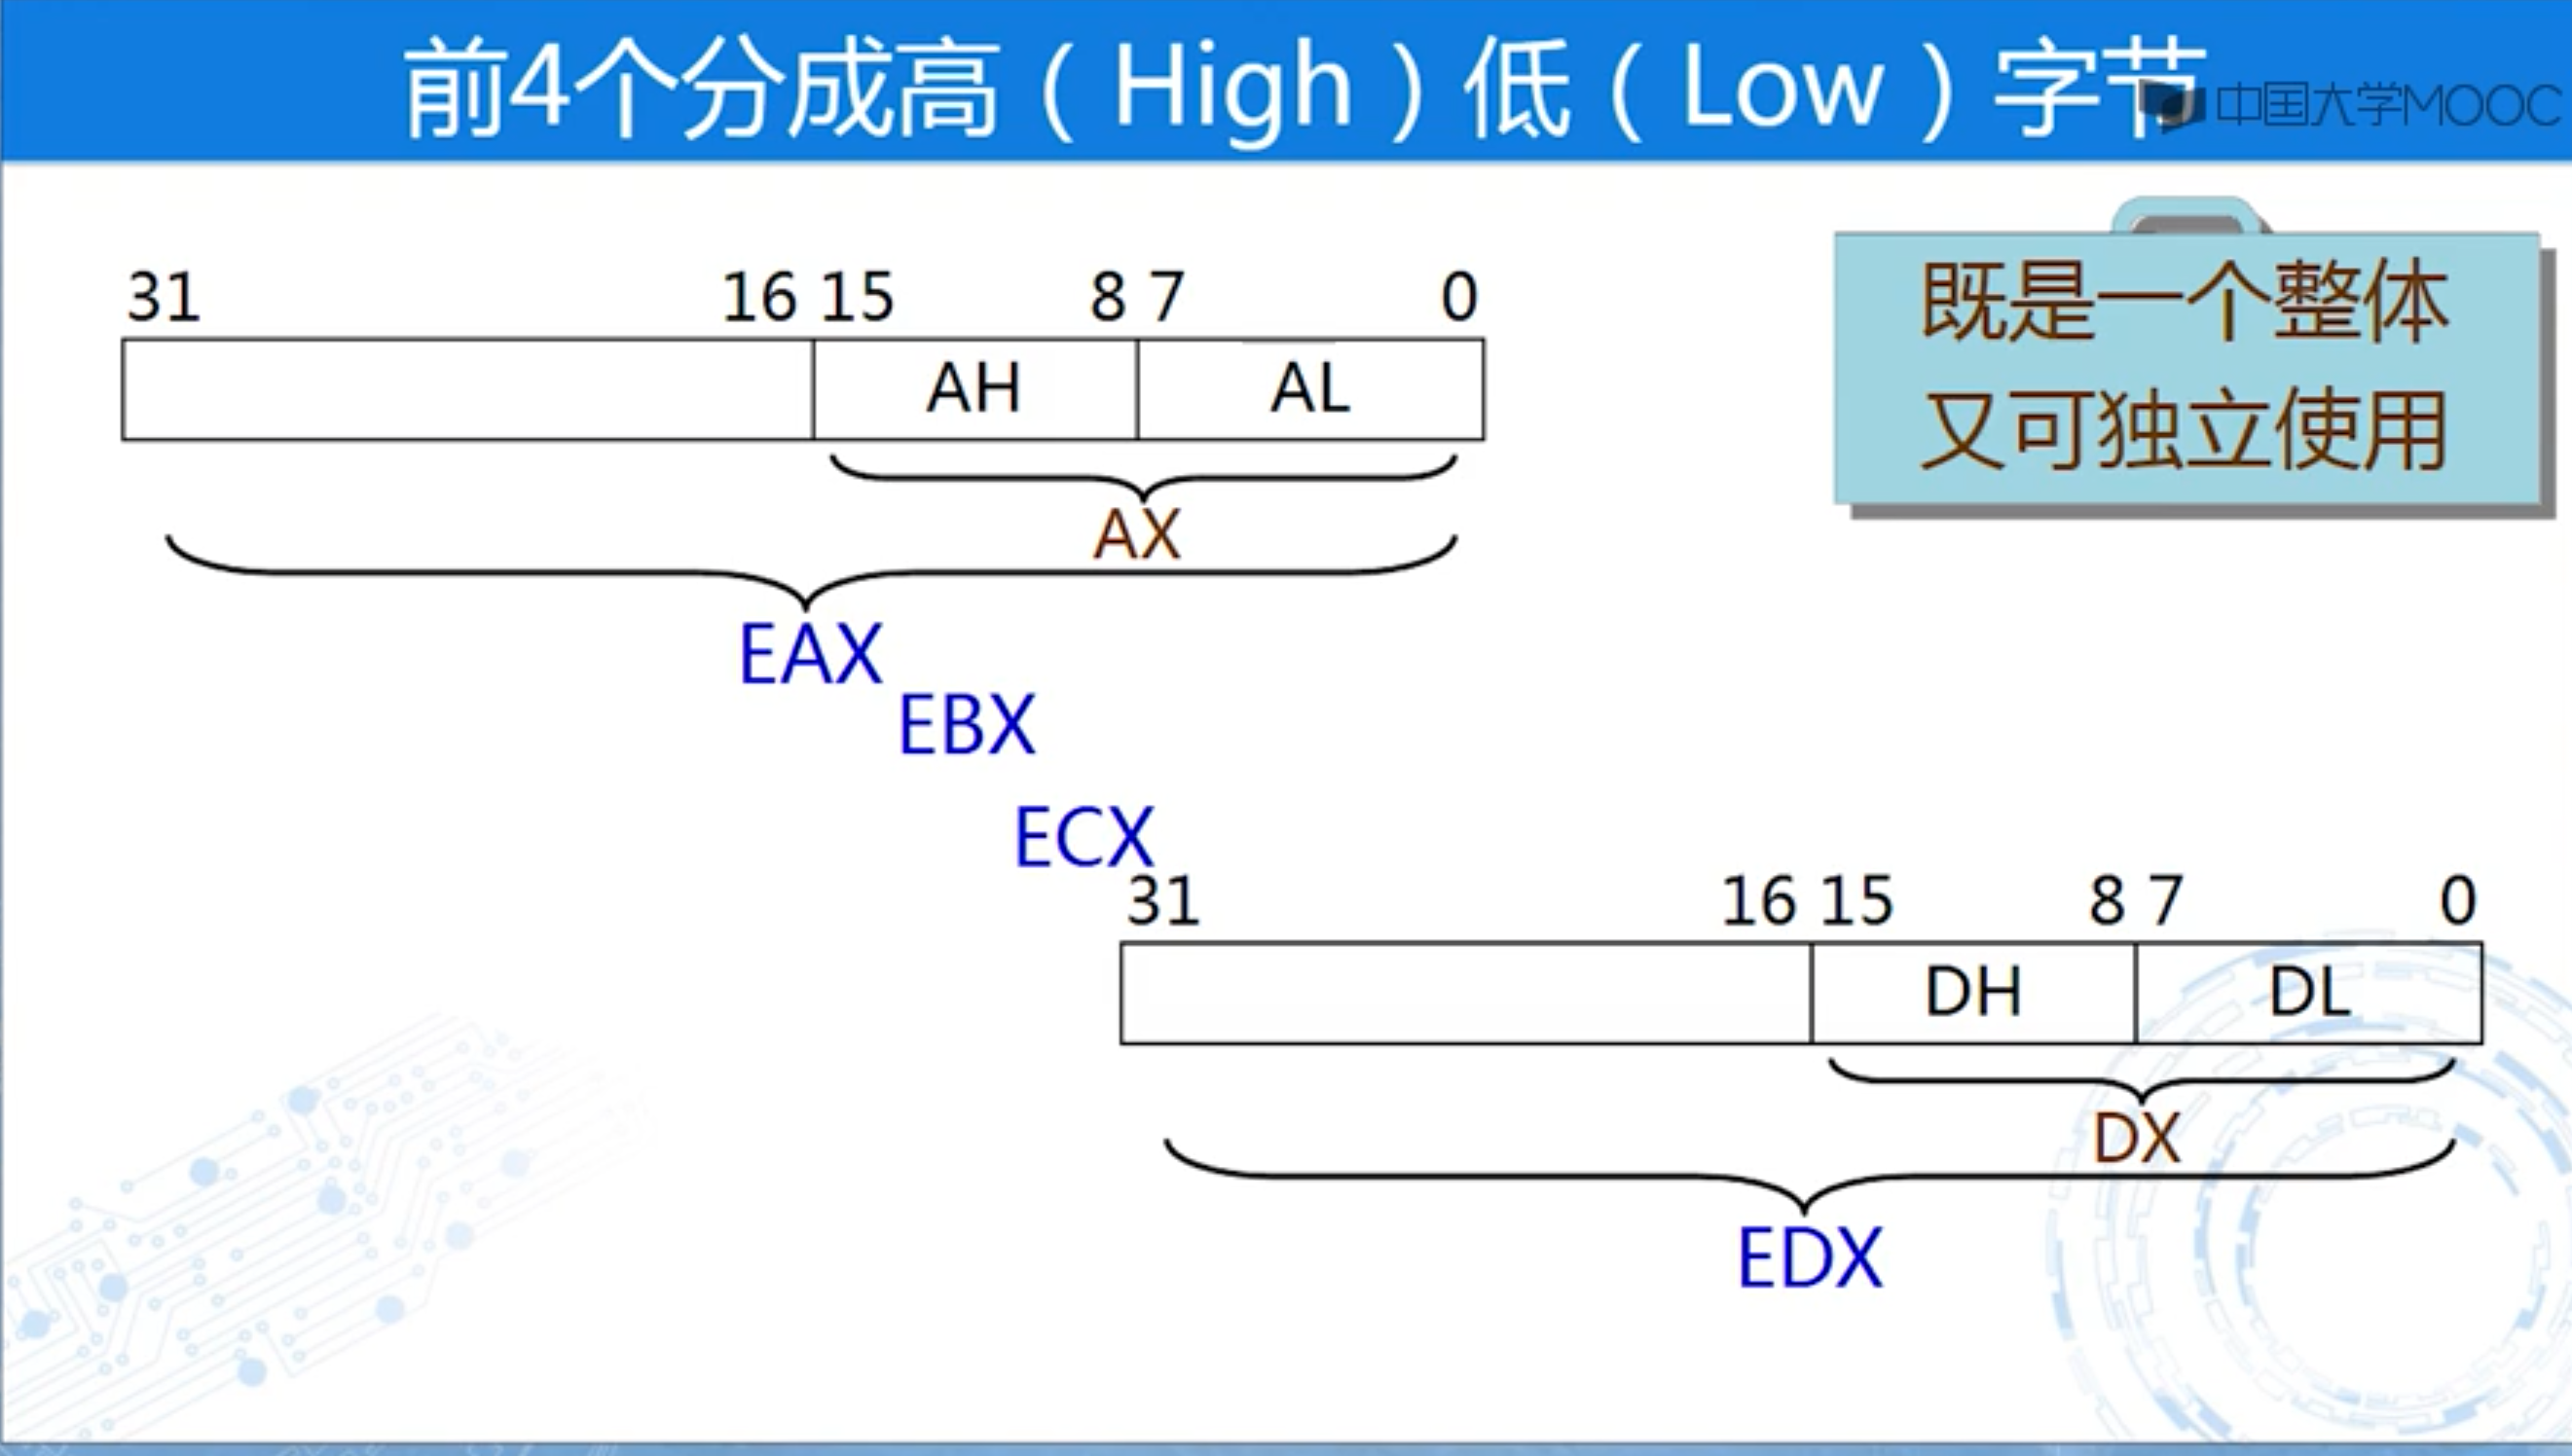 前4个分成高（High）低（Low）字节
中国大学MOOC
既是一个整体
又可独立使用
31 16 15 8 7 0
AH AL
AX
EAX
EBX
ECX
31 16 15 8 7 0
DH DL
DX
EDX